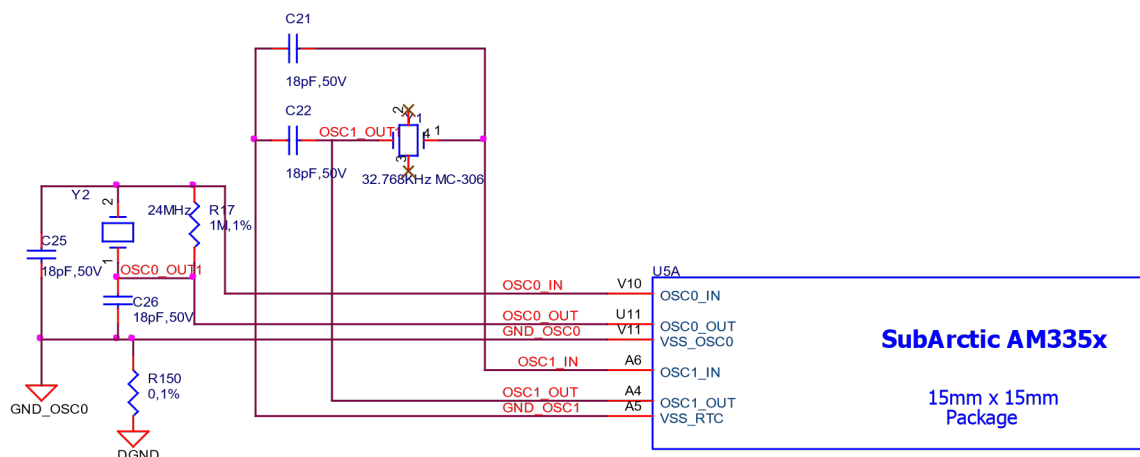 C21
18pF,50V
C22
OSC1_OUT1
2
1
4
1
3
18pF,50V
32.768KHz MC-306
Y2
2
24MHz
R17
1M,1%
C25
18pF,50V
1
OSC0_OUT1
C26
18pF,50V
U5A
OSC0_IN
V10
OSC0_IN
OSC0_OUT
U11
OSC0_OUT
GND_OSC0
V11
VSS_OSC0
SubArctic AM335x
OSC1_IN
A6
OSC1_IN
R150
0,1%
OSC1_OUT
A4
OSC1_OUT
15mm x 15mm
GND_OSC0
GND_OSC1
A5
VSS_RTC
Package
DGND